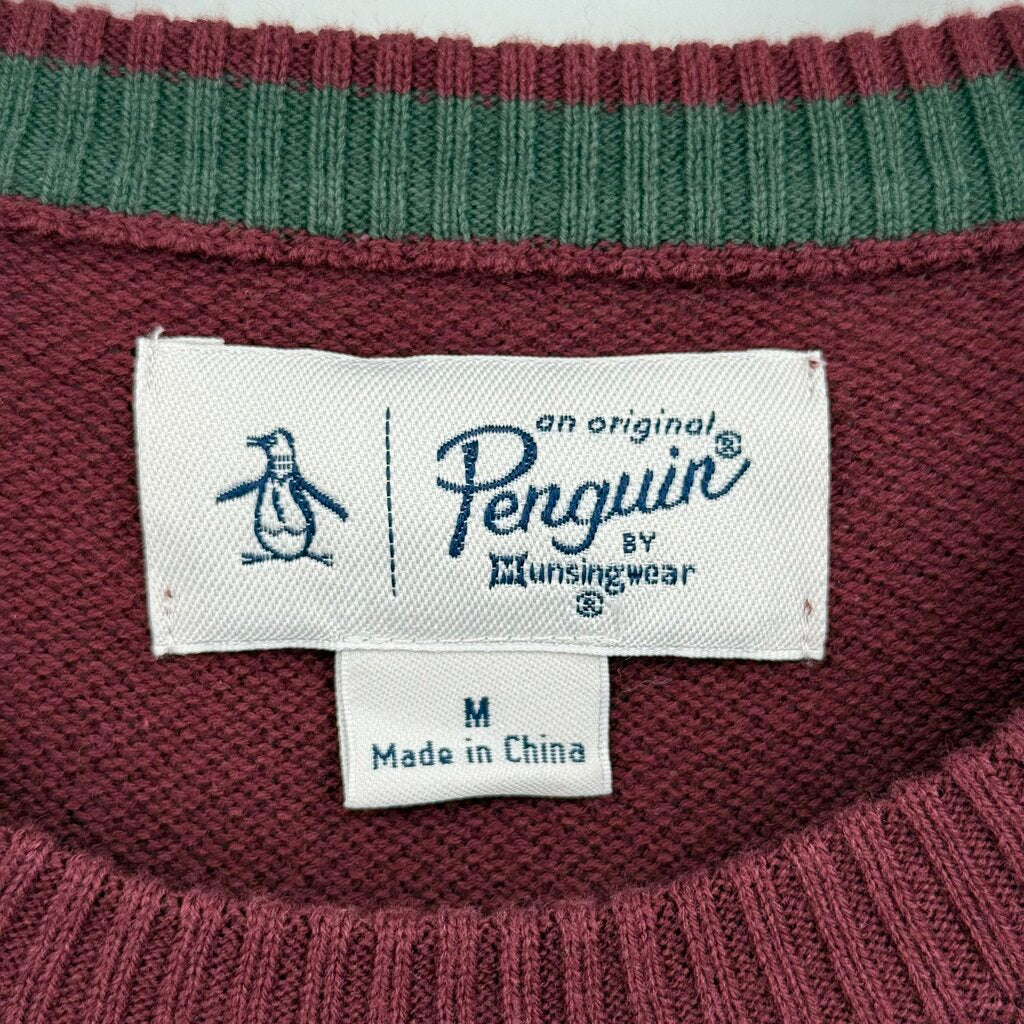 an original
Penguin®
BY
Munsingwear
®
M
Made in China